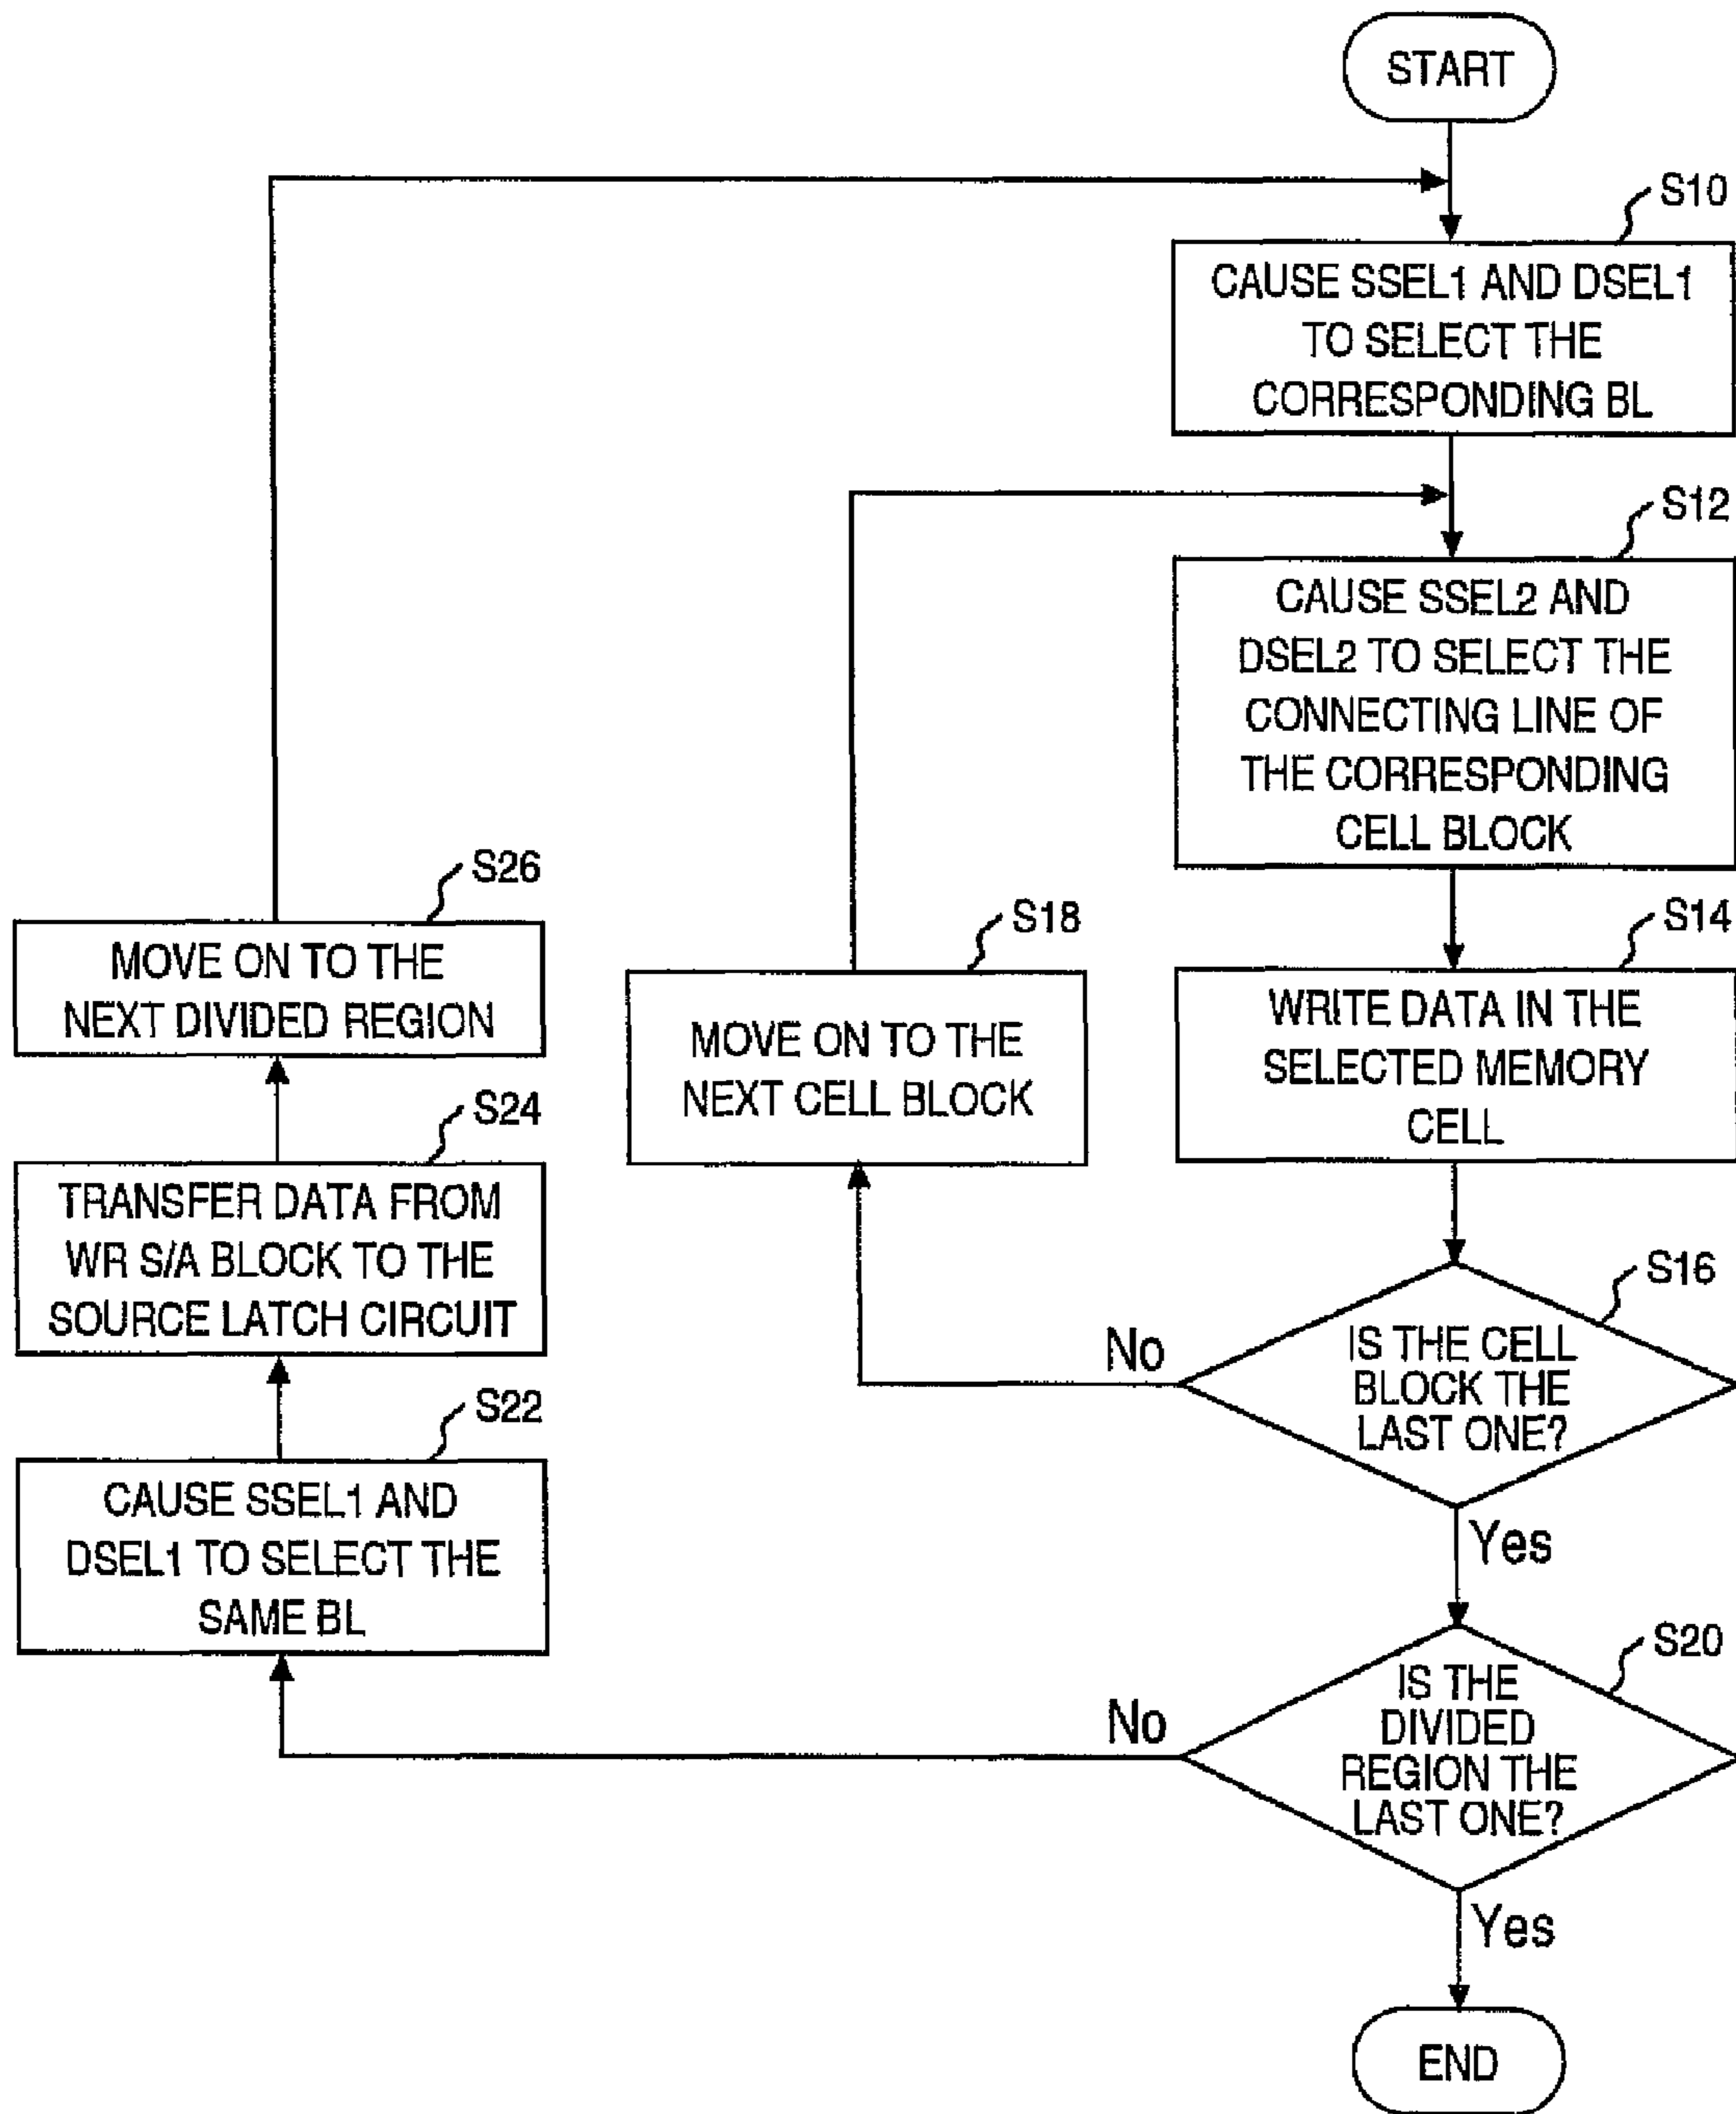 START
S10
CAUSE SSEL1 AND DSEL1
TO SELECT THE
CORRESPONDING BL
S12
CAUSE SSEL2 AND
DSEL2 TO SELECT THE
CONNECTING LINE OF
THE CORRESPONDING
CELL BLOCK
S14
WRITE DATA IN THE
SELECTED MEMORY
CELL
S16
IS THE CELL
BLOCK THE
LAST ONE?
No
Yes
S18
MOVE ON TO THE
NEXT CELL BLOCK
S20
IS THE
DIVIDED
REGION THE
LAST ONE?
No
Yes
S22
CAUSE SSEL1 AND
DSEL1 TO SELECT THE
SAME BL
S24
TRANSFER DATA FROM
WR S/A BLOCK TO THE
SOURCE LATCH CIRCUIT
S26
MOVE ON TO THE
NEXT DIVIDED REGION
END